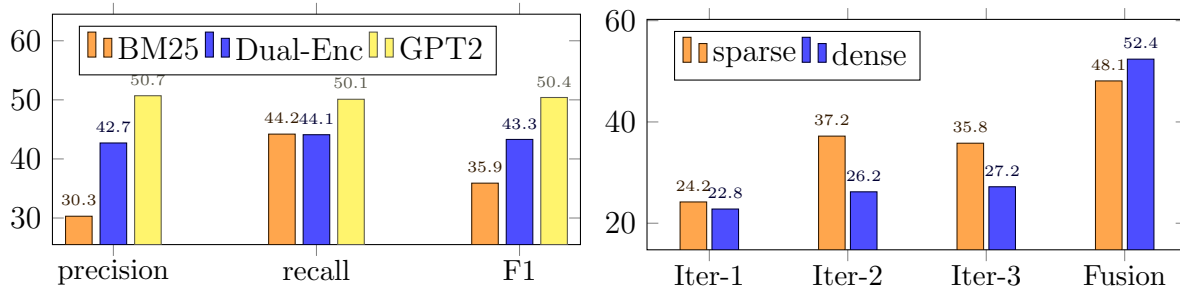 BM25 Dual-Enc GPT2
60
50
40
30
30.3 42.7 50.7
44.2 44.1 50.1
35.9 43.3 50.4
precision recall F1
sparse dense
60
40
20
24.2 22.8
37.2 26.2
35.8 27.2
48.1 52.4
Iter-1 Iter-2 Iter-3 Fusion